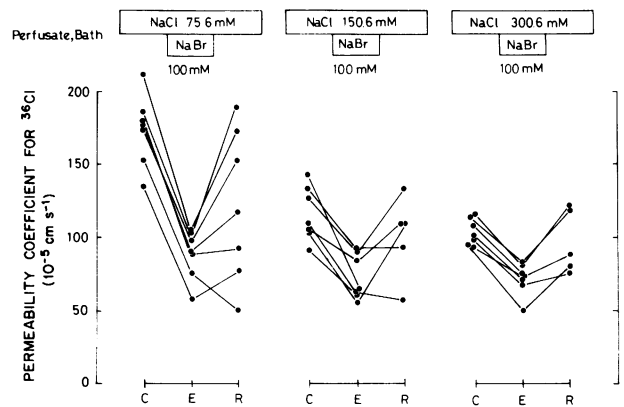 NaCl 75 6 mM NaCl 150 6 mM NaCl 300 6 mM
Perfusate, Bath NaBr NaBr NaBr
100 mM 100 mM 100 mM
PERMEABILITY COEFFICIENT FOR ³⁶Cl
(10⁻⁵ cm s⁻¹)
200
150
100
50
0
C E R C E R C E R